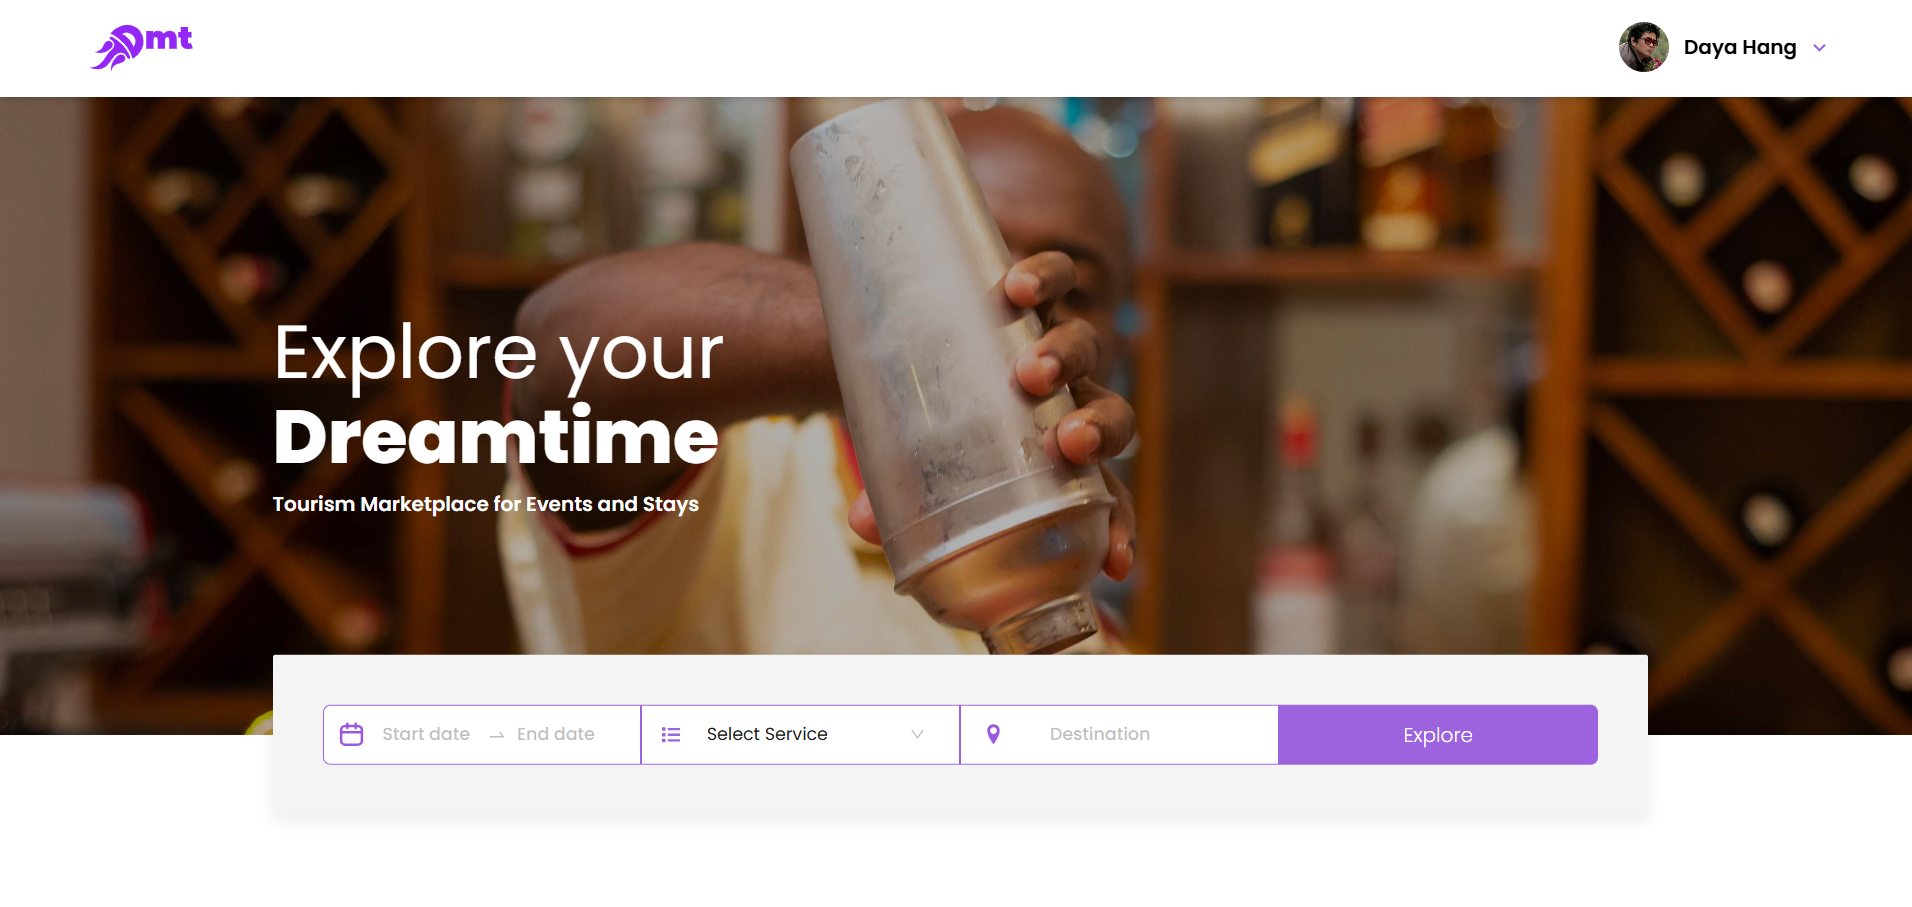 Dmt
Daya Hang
Explore your
Dreamtime
Tourism Marketplace for Events and Stays
Start date → End date
Select Service
Destination
Explore